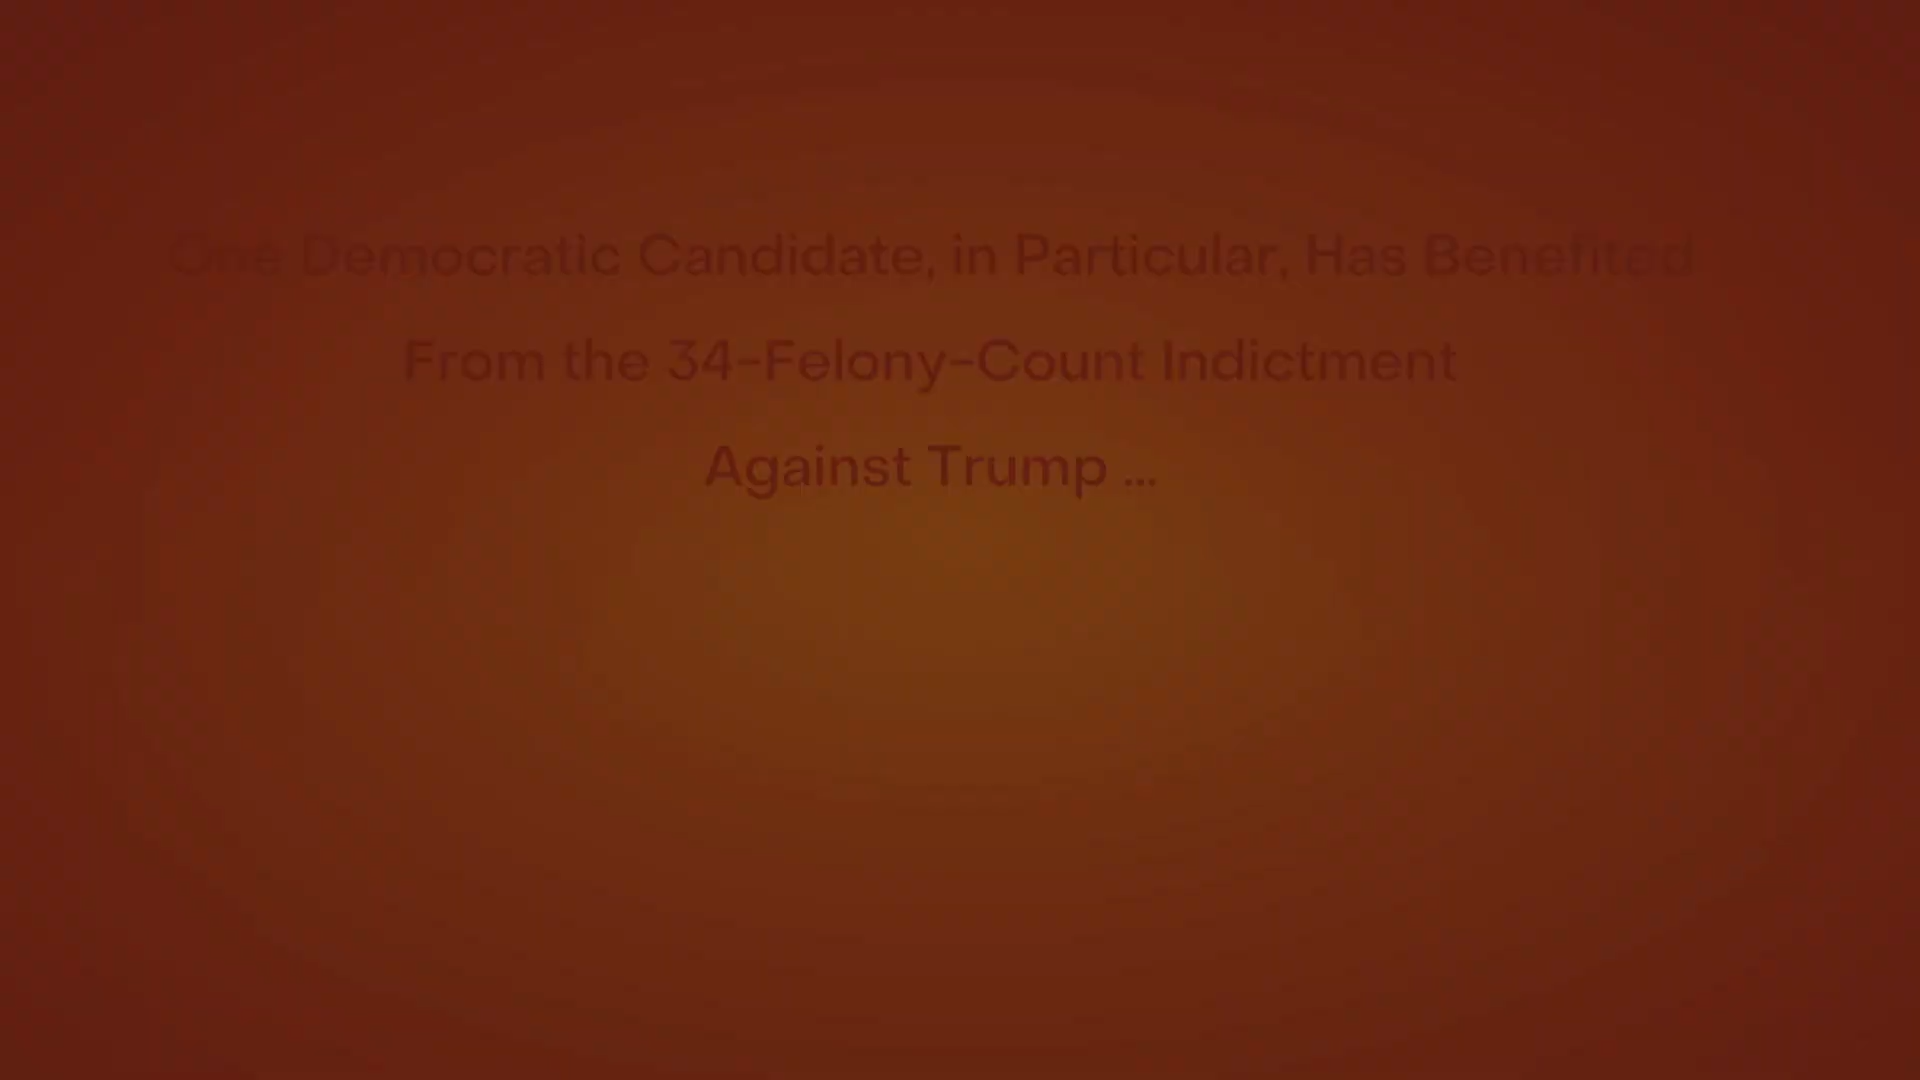 One Democratic Candidate, in Particular, Has Benefited
From the 34-Felony-Count Indictment
Against Trump ...